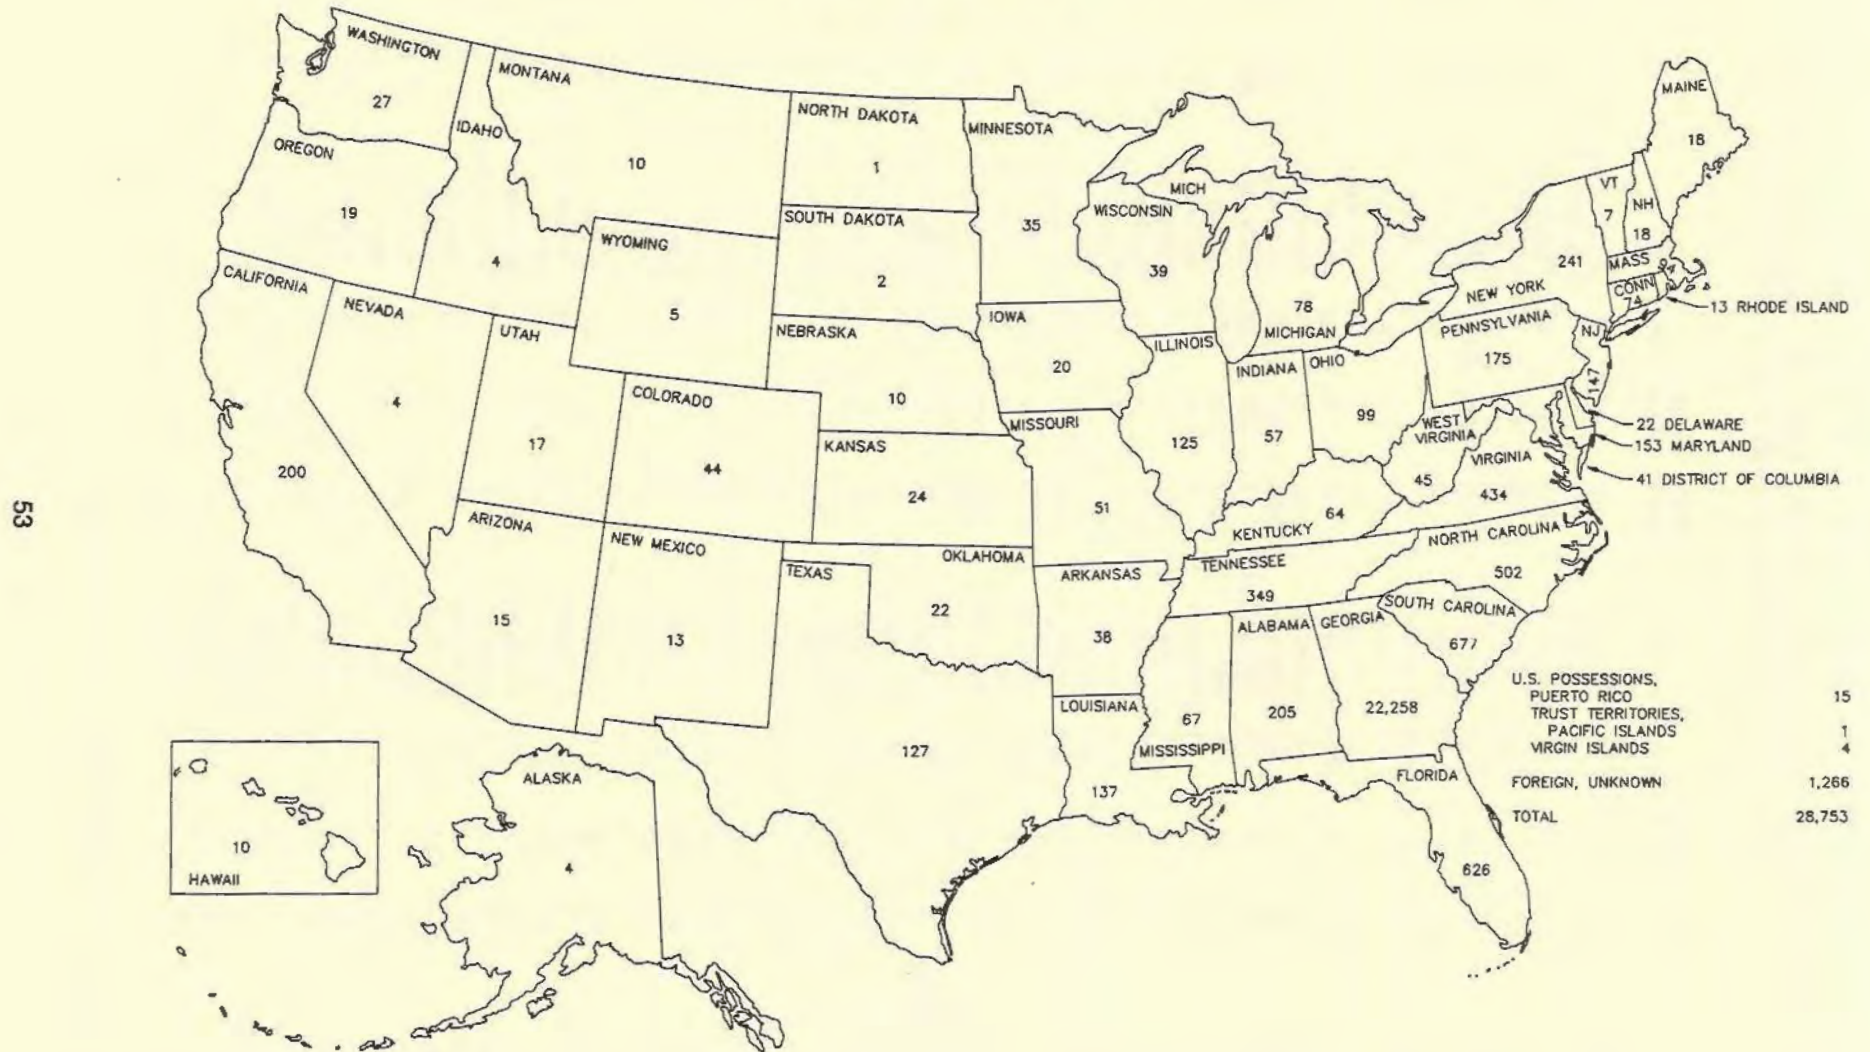 WASHINGTON
27
MONTANA
10
IDAHO
4
OREGON
19
NORTH DAKOTA
1
MINNESOTA
35
MAINE
18
VT
7
NH
18
MICH
WISCONSIN
39
SOUTH DAKOTA
2
WYOMING
5
CALIFORNIA
200
NEVADA
4
UTAH
17
NEBRASKA
10
IOWA
20
ILLINOIS
125
78
MICHIGAN
INDIANA
57
OHIO
99
241
NEW YORK
MASS
94
CONN
74
13 RHODE ISLAND
PENNSYLVANIA
175
NJ
147
22 DELAWARE
153 MARYLAND
41 DISTRICT OF COLUMBIA
WEST
VIRGINIA
45
VIRGINIA
434
COLORADO
44
KANSAS
24
MISSOURI
51
KENTUCKY 64
NORTH CAROLINA
502
TENNESSEE
349
53
ARIZONA
15
NEW MEXICO
13
TEXAS
127
OKLAHOMA
22
ARKANSAS
38
SOUTH CAROLINA
677
ALABAMA
205
GEORGIA
22,258
LOUISIANA
137
67
MISSISSIPPI
FLORIDA
626
10
HAWAII
ALASKA
4
U.S. POSSESSIONS,
PUERTO RICO 15
TRUST TERRITORIES,
PACIFIC ISLANDS 1
VIRGIN ISLANDS 4
FOREIGN, UNKNOWN 1,266
TOTAL 28,753